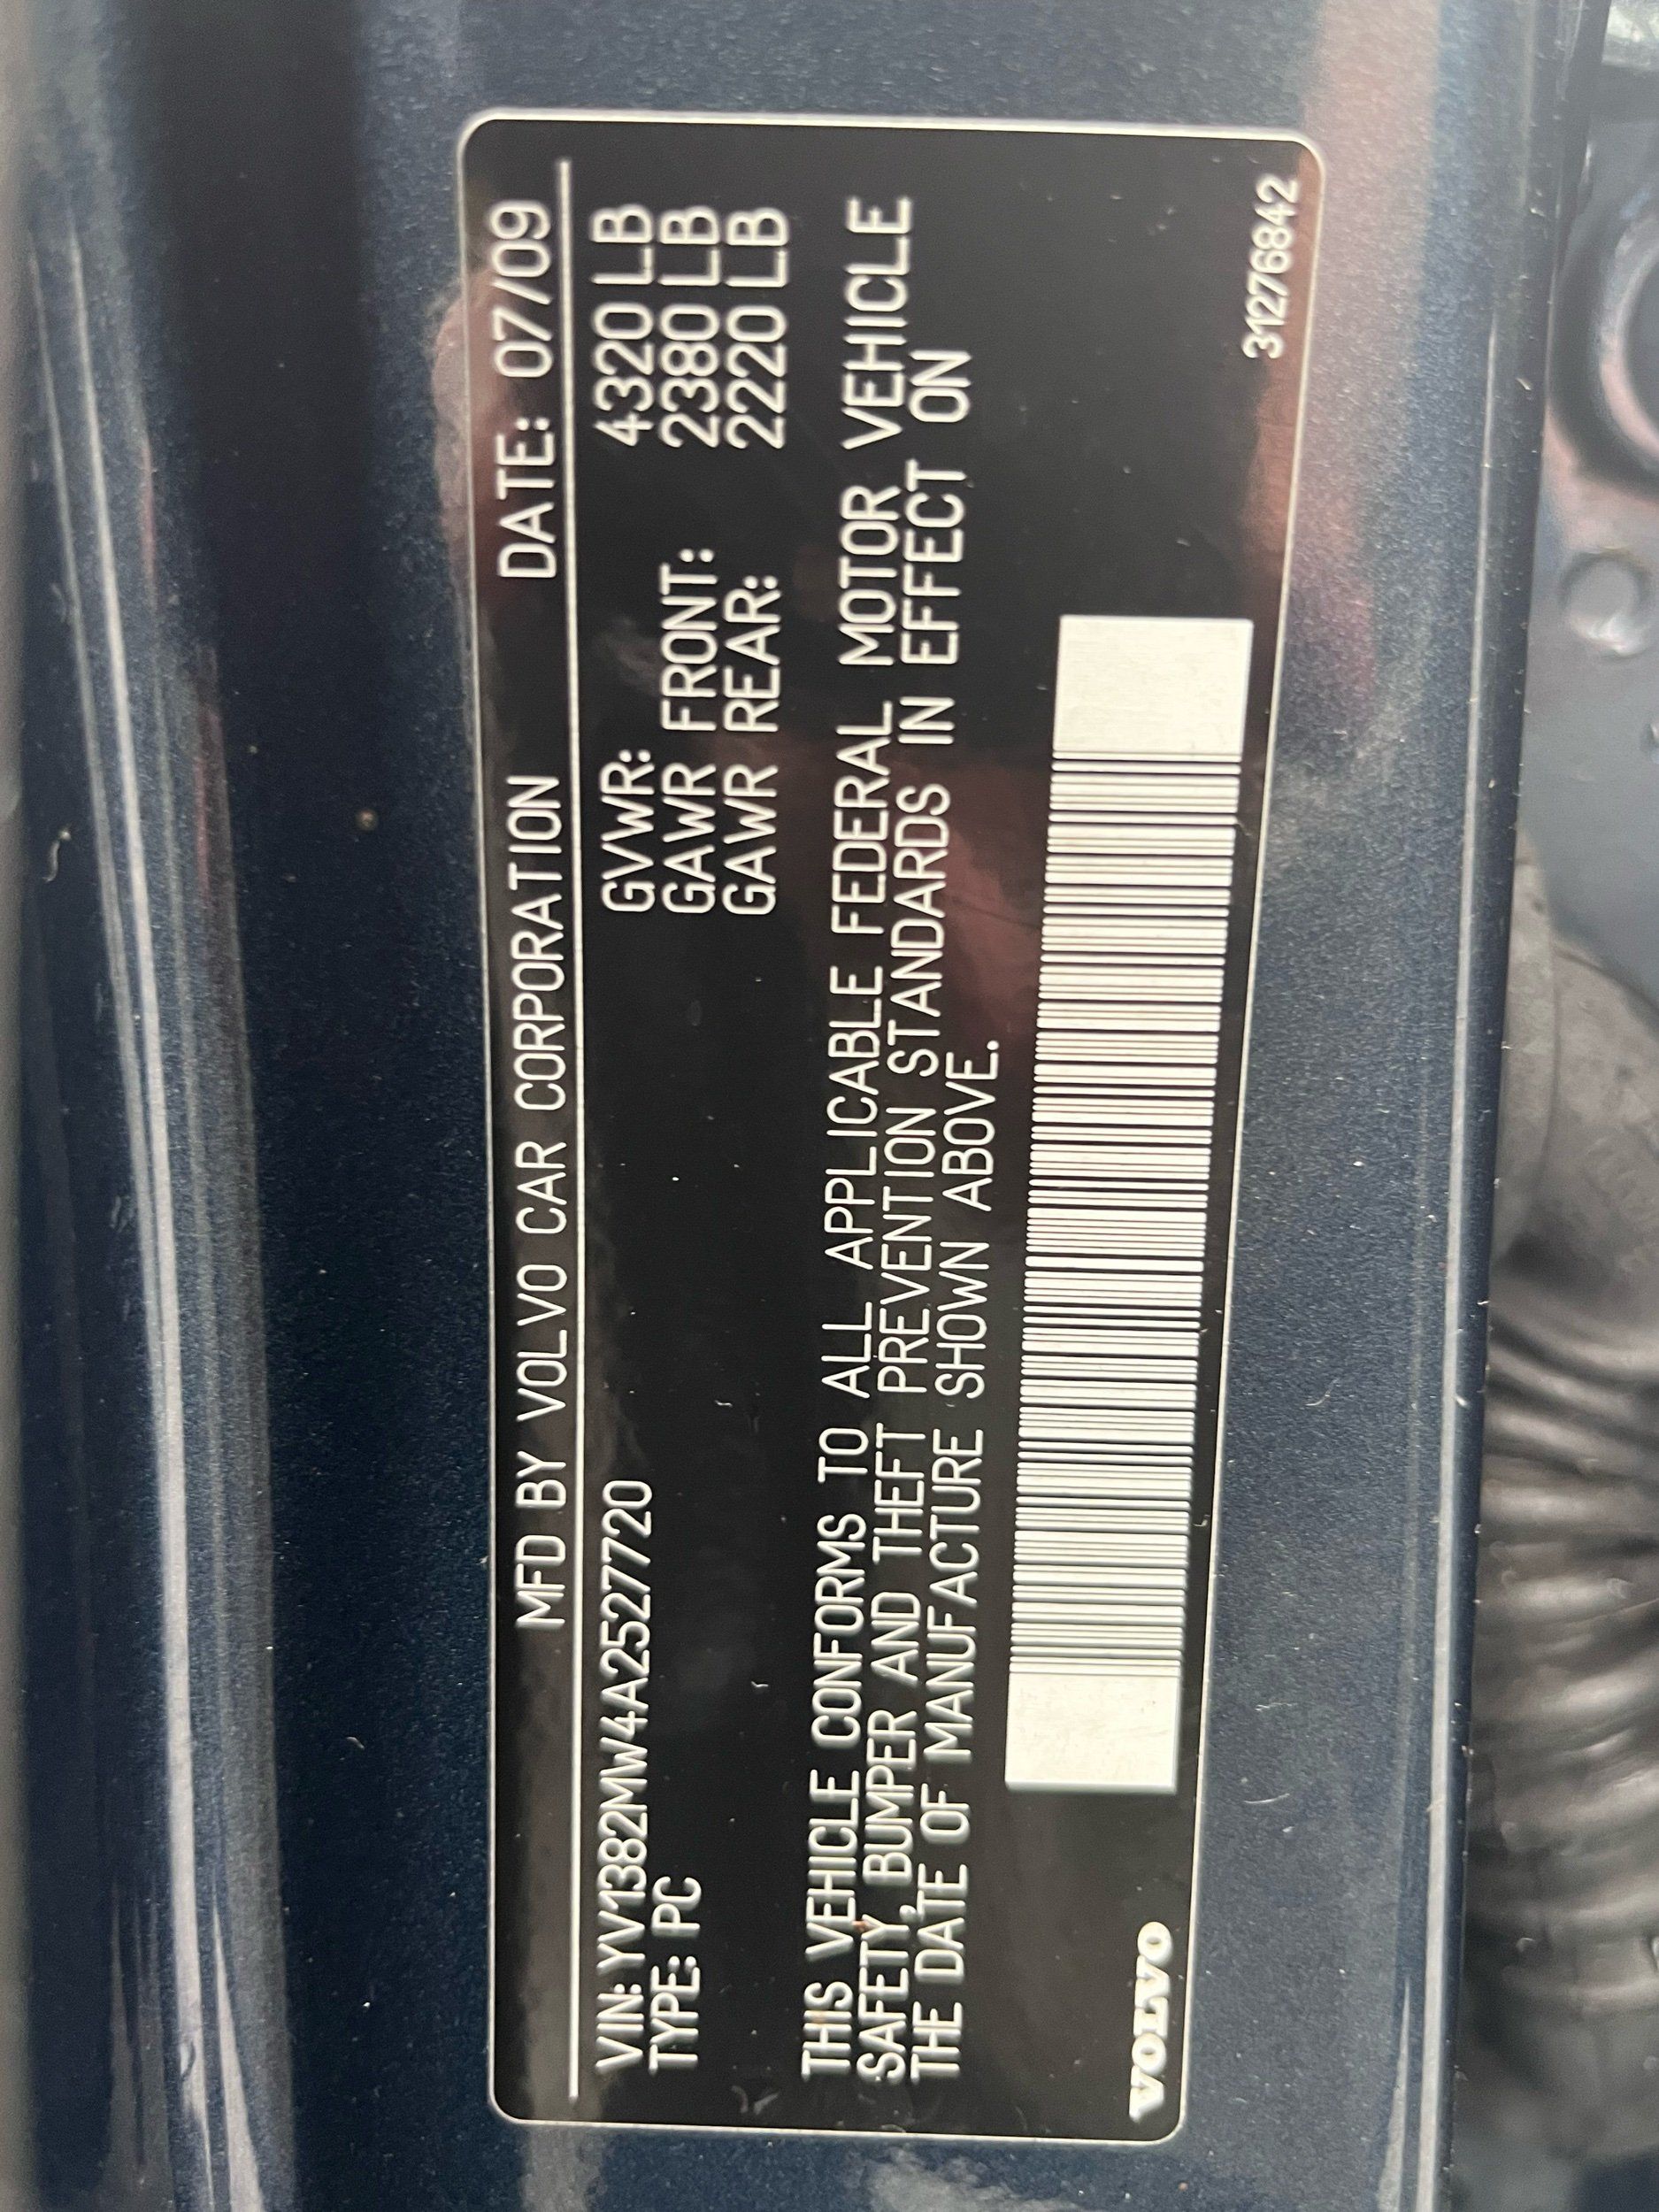 MFD BY VOLVO CAR CORPORATION DATE: 07/09
VIN: YV1382MW4A2527720 GVWR: 4320 LB
TYPE: PC GAWR FRONT: 2380 LB
GAWR REAR: 2220 LB
THIS VEHICLE CONFORMS TO ALL APPLICABLE FEDERAL MOTOR VEHICLE
SAFETY, BUMPER AND THEFT PREVENTION STANDARDS IN EFFECT ON
THE DATE OF MANUFACTURE SHOWN ABOVE.
VOLVO
31276842